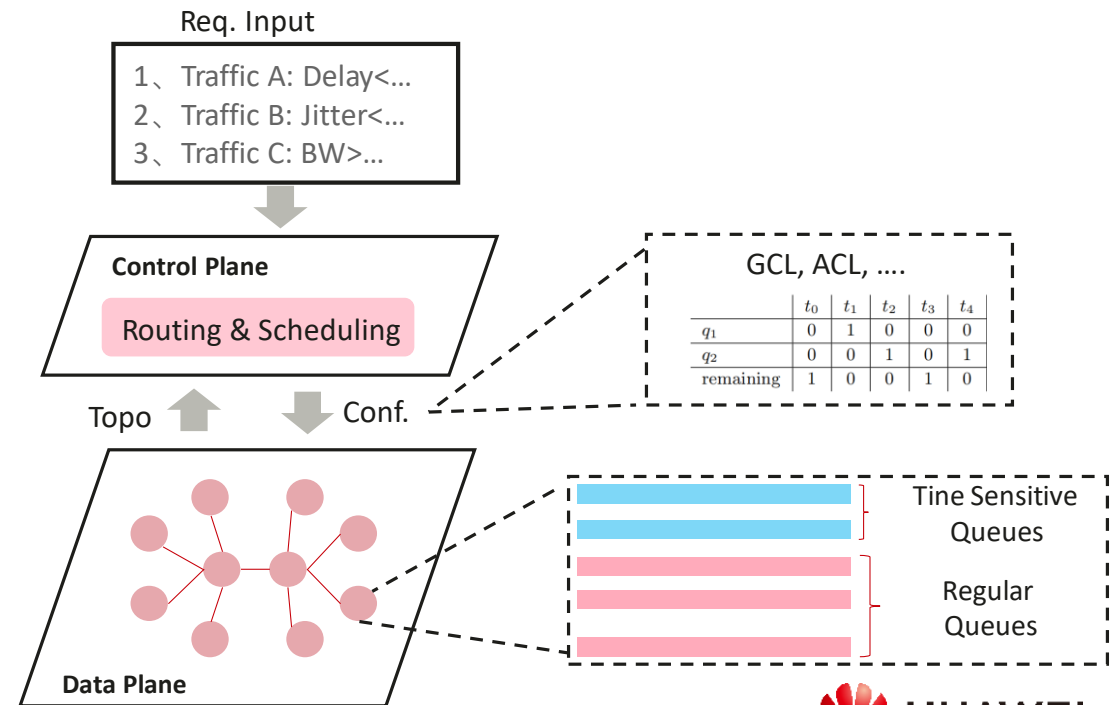 Req. Input
1、Traffic A: Delay<...
2、Traffic B: Jitter<...
3、Traffic C: BW>...
Control Plane
Routing & Scheduling
Topo
Conf.
GCL, ACL, ....
t0 t1 t2 t3 t4
q1 0 1 0 0 0
q2 0 0 1 0 1
remaining 1 0 0 1 0
Tine Sensitive
Queues
Regular
Queues
Data Plane
HUAWEI